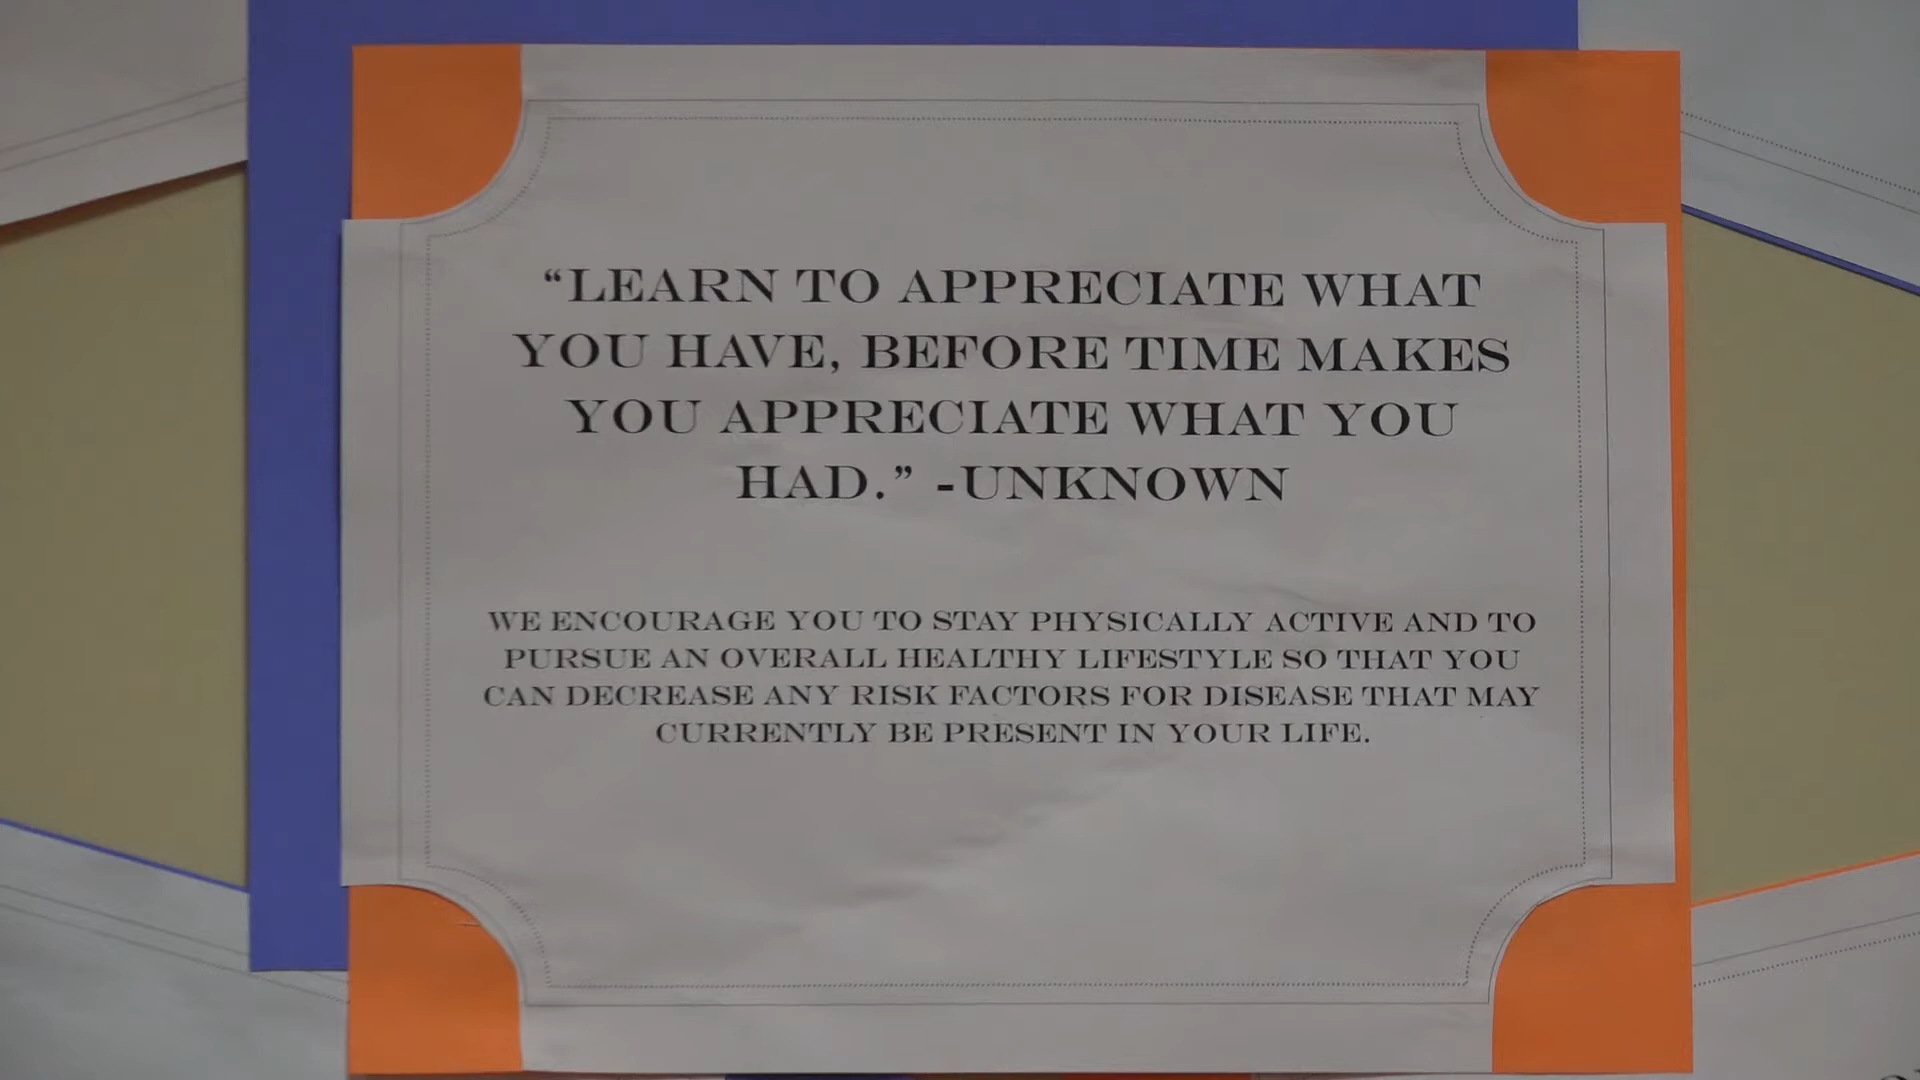 “LEARN TO APPRECIATE WHAT
YOU HAVE, BEFORE TIME MAKES
YOU APPRECIATE WHAT YOU
HAD.” -UNKNOWN
WE ENCOURAGE YOU TO STAY PHYSICALLY ACTIVE AND TO
PURSUE AN OVERALL HEALTHY LIFESTYLE SO THAT YOU
CAN DECREASE ANY RISK FACTORS FOR DISEASE THAT MAY
CURRENTLY BE PRESENT IN YOUR LIFE.